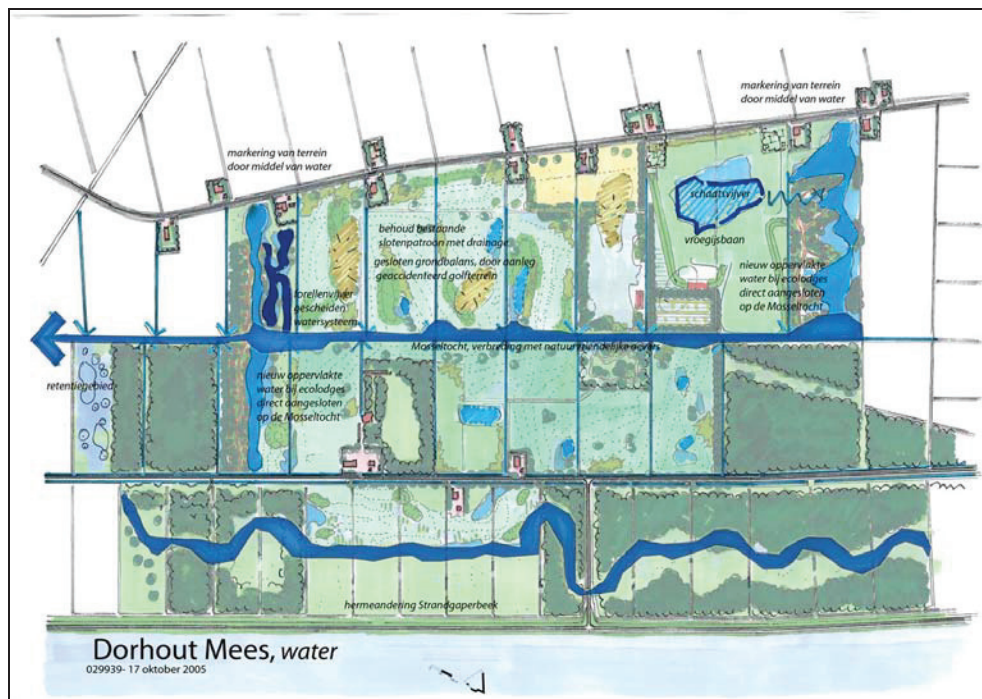 markering van terrein
door middel van water
markering van terrein
door middel van water
schaatsvijver
vroegijsbaan
behoud bestaande
slotenpatroon met drainage
gesloten grondbalans, door aanleg
geaccidenteerd golfterrein
forellenvijver
gescheiden
watersysteem
nieuw oppervlakte
water bij ecolodges
direct aangesloten
op de Mosseltocht
Mosseltocht, verbreding met natuurvriendelijke oevers
retentiegebied
nieuw oppervlakte
water bij ecolodges
direct aangesloten
op de Mosseltocht
hermeandering Strandgaperbeek
Dorhout Mees, water
029939- 17 oktober 2005